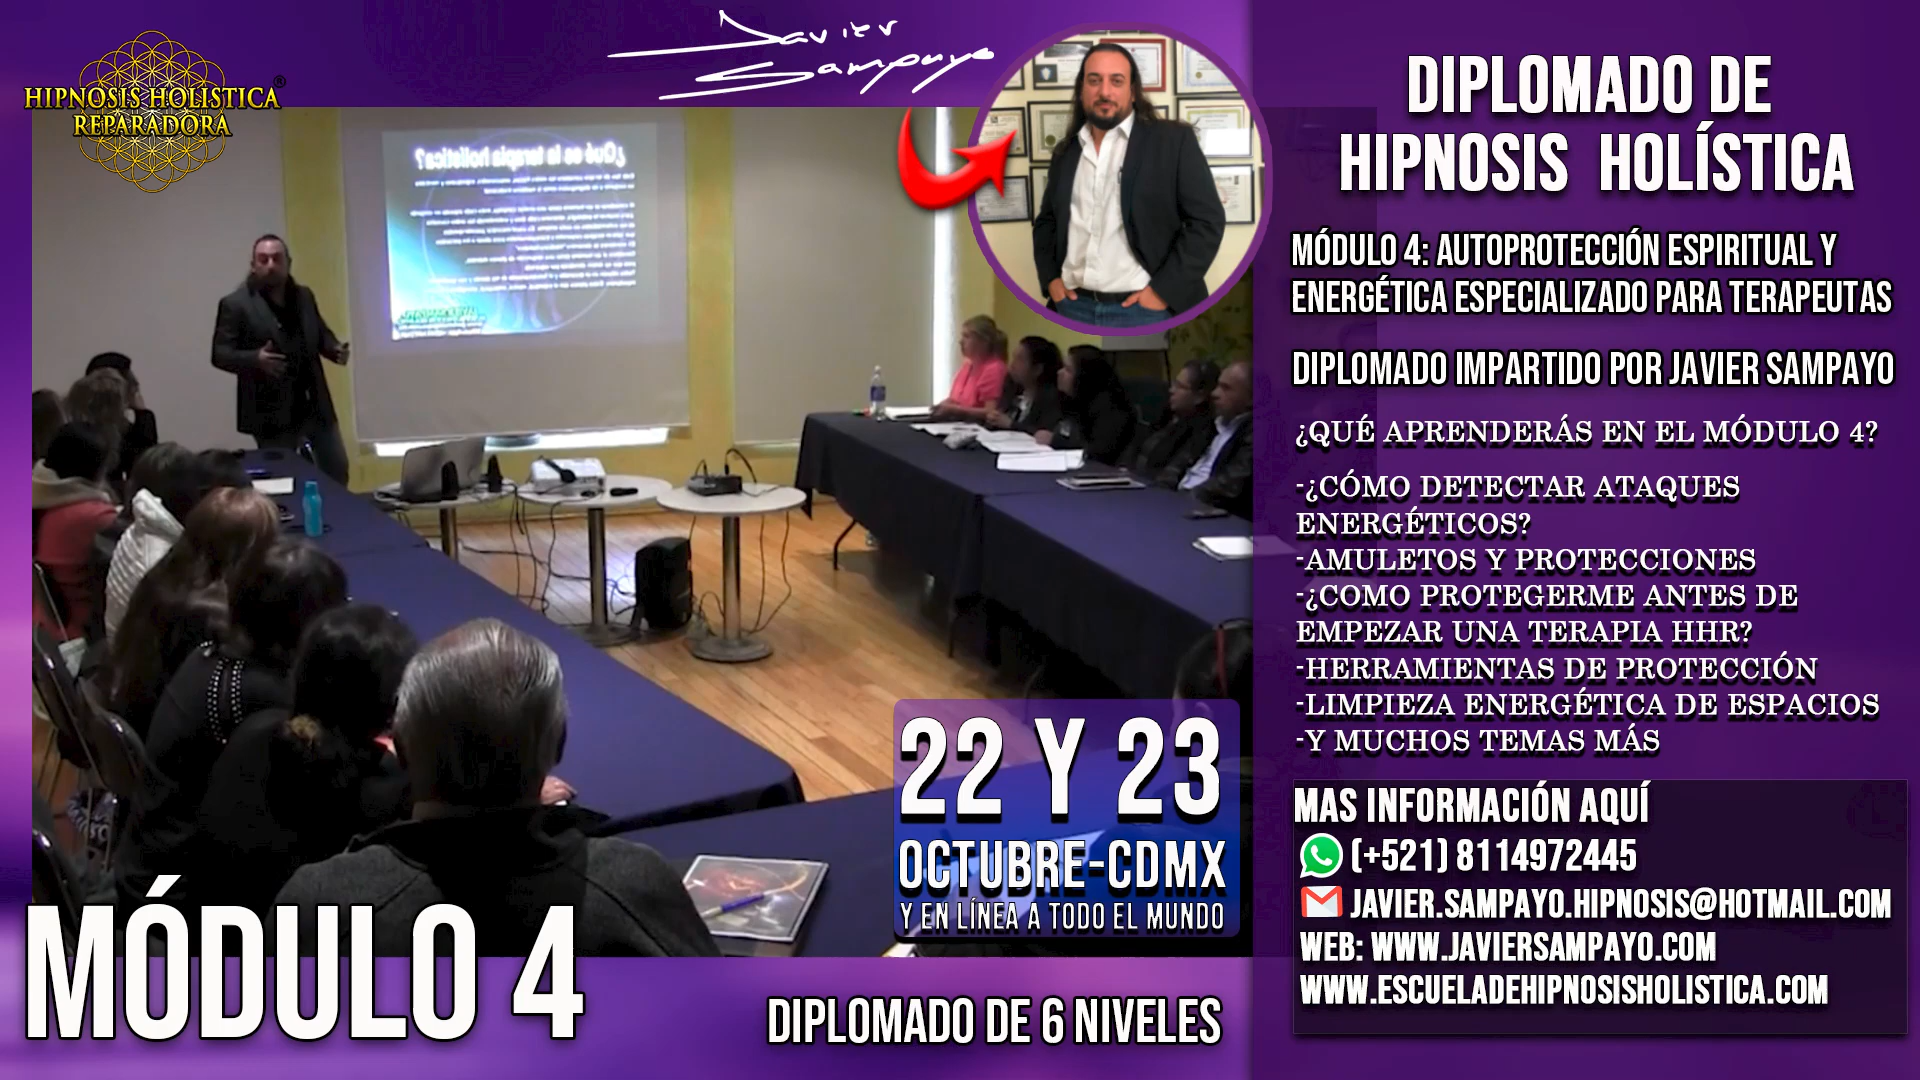 Javier
Sampayo
HIPNOSIS HOLISTICA®
REPARADORA
¿Qué es la terapia holística?
DIPLOMADO DE
HIPNOSIS HOLÍSTICA
MÓDULO 4: AUTOPROTECCIÓN ESPIRITUAL Y
ENERGÉTICA ESPECIALIZADO PARA TERAPEUTAS
DIPLOMADO IMPARTIDO POR JAVIER SAMPAYO
¿QUÉ APRENDERÁS EN EL MÓDULO 4?
-¿CÓMO DETECTAR ATAQUES
ENERGÉTICOS?
-AMULETOS Y PROTECCIONES
-¿COMO PROTEGERME ANTES DE
EMPEZAR UNA TERAPIA HHR?
-HERRAMIENTAS DE PROTECCIÓN
-LIMPIEZA ENERGÉTICA DE ESPACIOS
-Y MUCHOS TEMAS MÁS
22 Y 23
OCTUBRE-CDMX
Y EN LÍNEA A TODO EL MUNDO
MAS INFORMACIÓN AQUÍ
(+521) 8114972445
JAVIER.SAMPAYO.HIPNOSIS@HOTMAIL.COM
WEB: WWW.JAVIERSAMPAYO.COM
WWW.ESCUELADEHIPNOSISHOLISTICA.COM
MÓDULO 4
DIPLOMADO DE 6 NIVELES